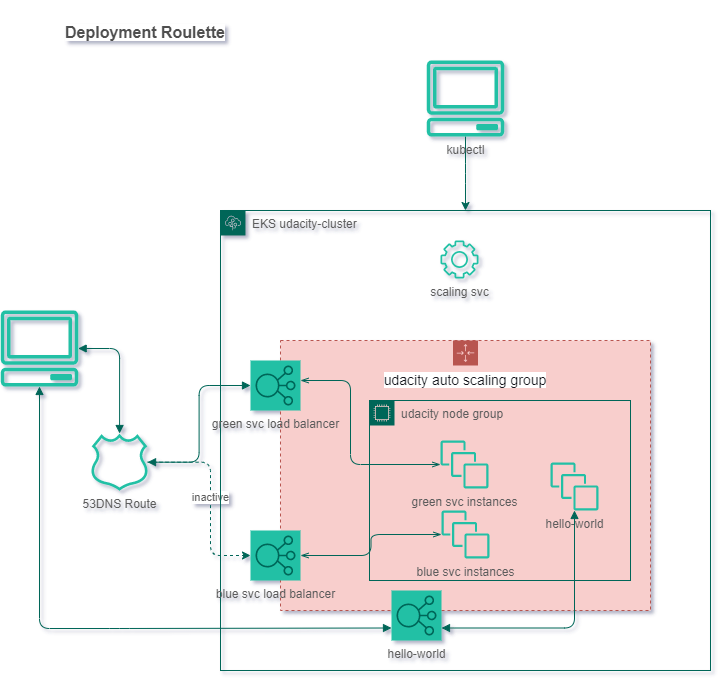 Deployment Roulette
kubectl
EKS udacity-cluster
scaling svc
udacity auto scaling group
udacity node group
green svc load balancer
green svc instances
inactive
53DNS Route
hello-world
blue svc instances
blue svc load balancer
hello-world